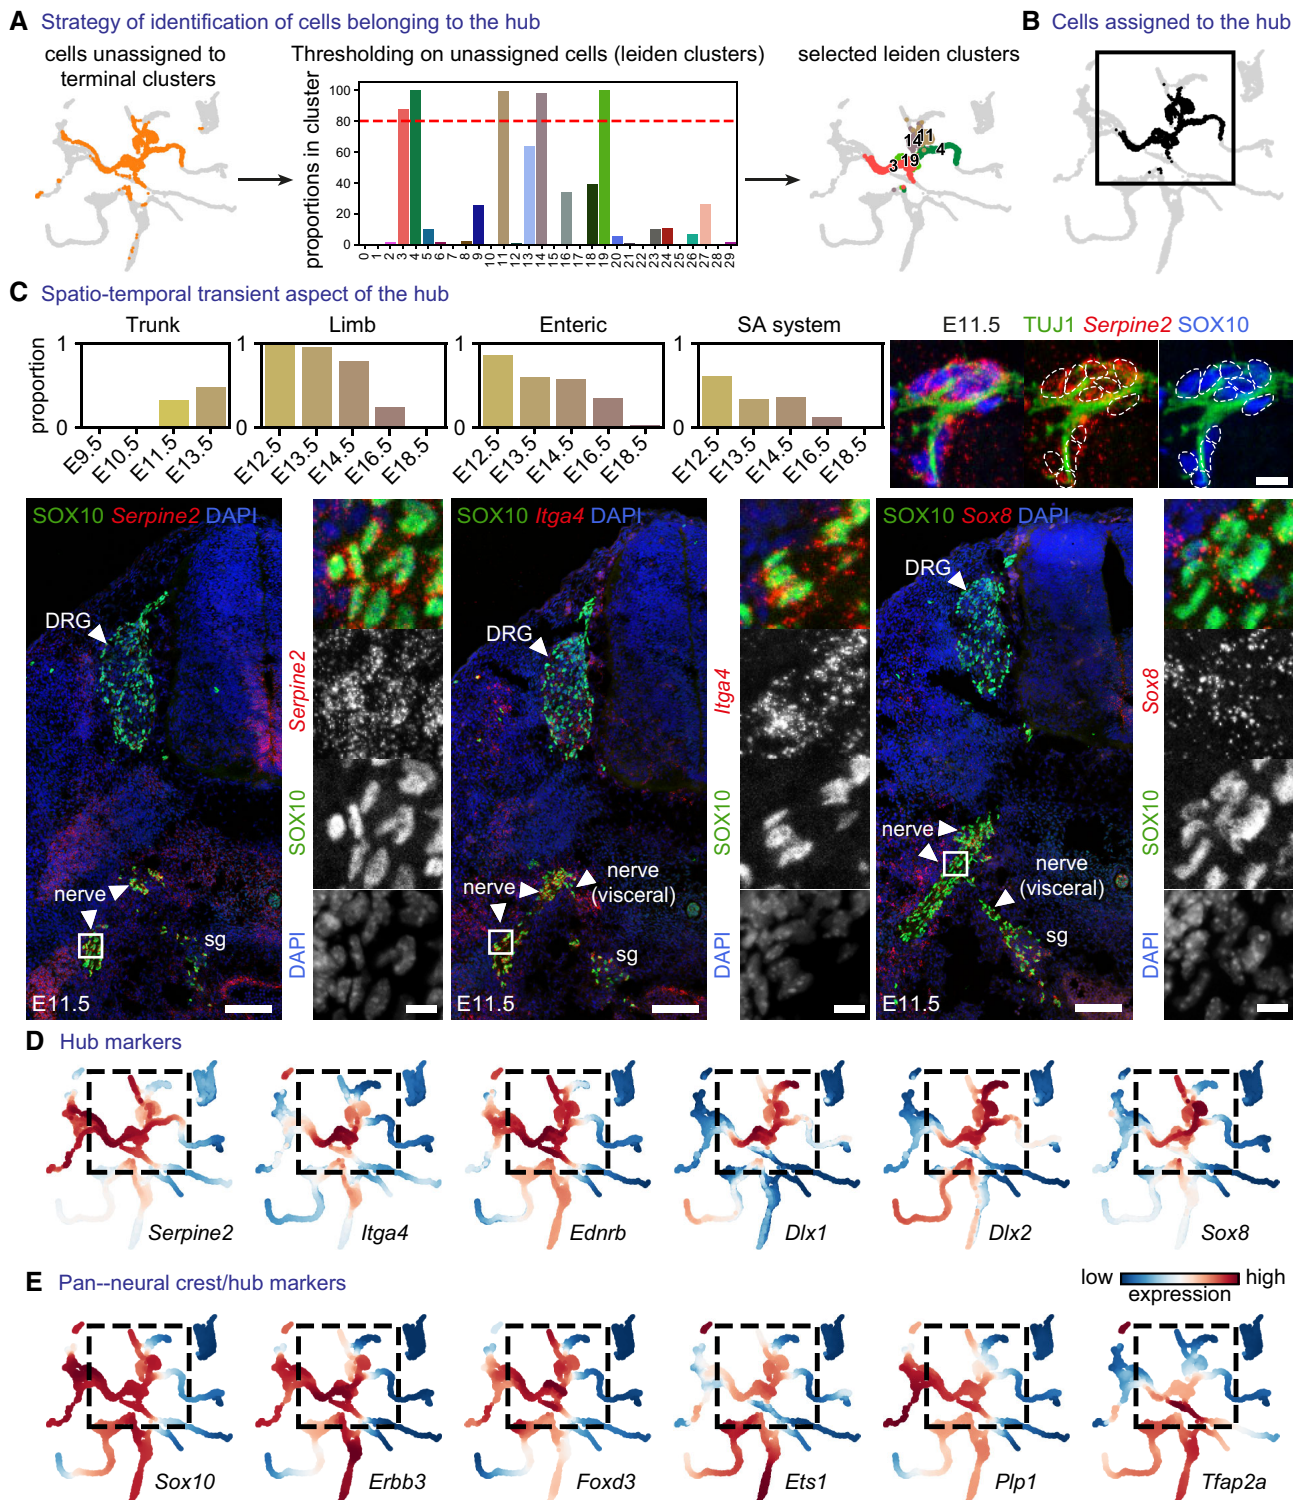 A Strategy of identification of cells belonging to the hub
cells unassigned to
terminal clusters
Thresholding on unassigned cells (leiden clusters)
proportions in cluster
100
80
60
40
20
0
0 1 2 3 4 5 6 7 8 9 10 11 12 13 14 15 16 17 18 19 20 21 22 23 24 25 26 27 28 29
selected leiden clusters
14 11
4
3 19
B Cells assigned to the hub
C Spatio-temporal transient aspect of the hub
Trunk
Limb
Enteric
SA system
proportion
1
0
E9.5 E10.5 E11.5 E13.5
1
0
E12.5 E13.5 E14.5 E16.5 E18.5
1
0
E12.5 E13.5 E14.5 E16.5 E18.5
1
0
E12.5 E13.5 E14.5 E16.5 E18.5
E11.5 TUJ1 Serpine2 SOX10
SOX10 Serpine2 DAPI
DRG
nerve
sg
E11.5
Serpine2
SOX10
DAPI
SOX10 Itga4 DAPI
DRG
nerve
nerve
(visceral)
sg
E11.5
Itga4
SOX10
DAPI
SOX10 Sox8 DAPI
DRG
nerve
nerve
(visceral)
sg
E11.5
Sox8
SOX10
DAPI
D Hub markers
Serpine2
Itga4
Ednrb
Dlx1
Dlx2
Sox8
E Pan--neural crest/hub markers
low high
expression
Sox10
Erbb3
Foxd3
Ets1
Plp1
Tfap2a